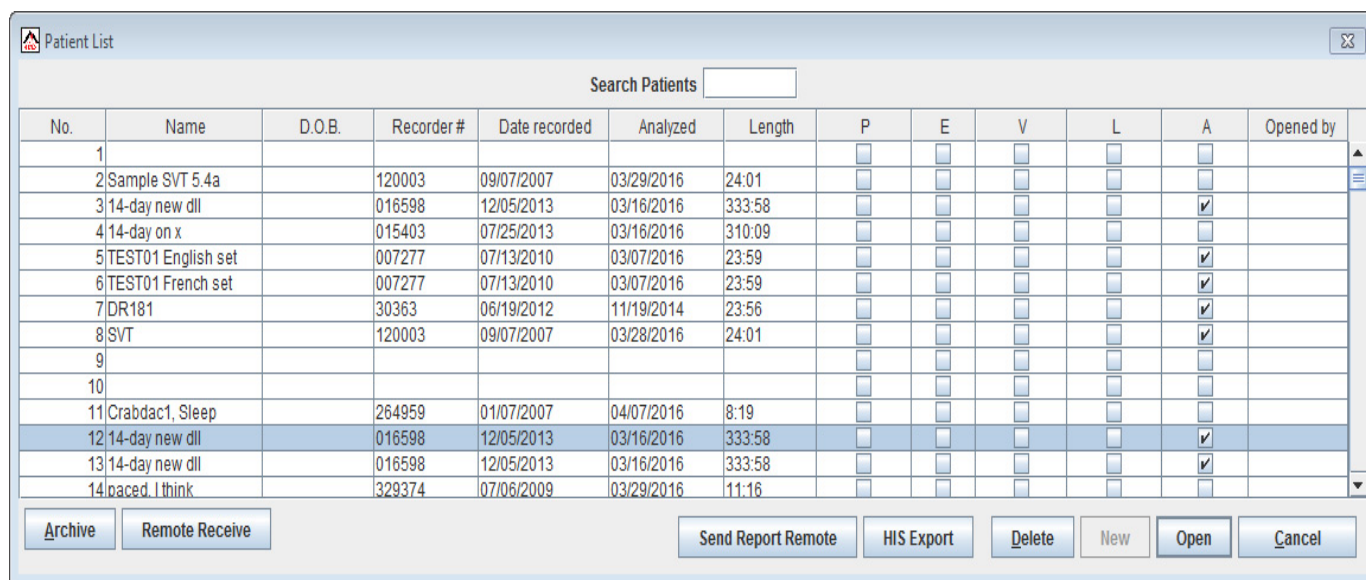 Patient List
Search Patients
No. Name D.O.B. Recorder # Date recorded Analyzed Length P E V L A Opened by
1
2 Sample SVT 5.4a 120003 09/07/2007 03/29/2016 24:01
3 14-day new dll 016598 12/05/2013 03/16/2016 333:58
4 14-day on x 015403 07/25/2013 03/16/2016 310:09
5 TEST01 English set 007277 07/13/2010 03/07/2016 23:59
6 TEST01 French set 007277 07/13/2010 03/07/2016 23:59
7 DR181 30363 06/19/2012 11/19/2014 23:56
8 SVT 120003 09/07/2007 03/28/2016 24:01
9
10
11 Crabdac1, Sleep 264959 01/07/2007 04/07/2016 8:19
12 14-day new dll 016598 12/05/2013 03/16/2016 333:58
13 14-day new dll 016598 12/05/2013 03/16/2016 333:58
14 paced, I think 329374 07/06/2009 03/29/2016 11:16
Archive Remote Receive Send Report Remote HIS Export Delete New Open Cancel